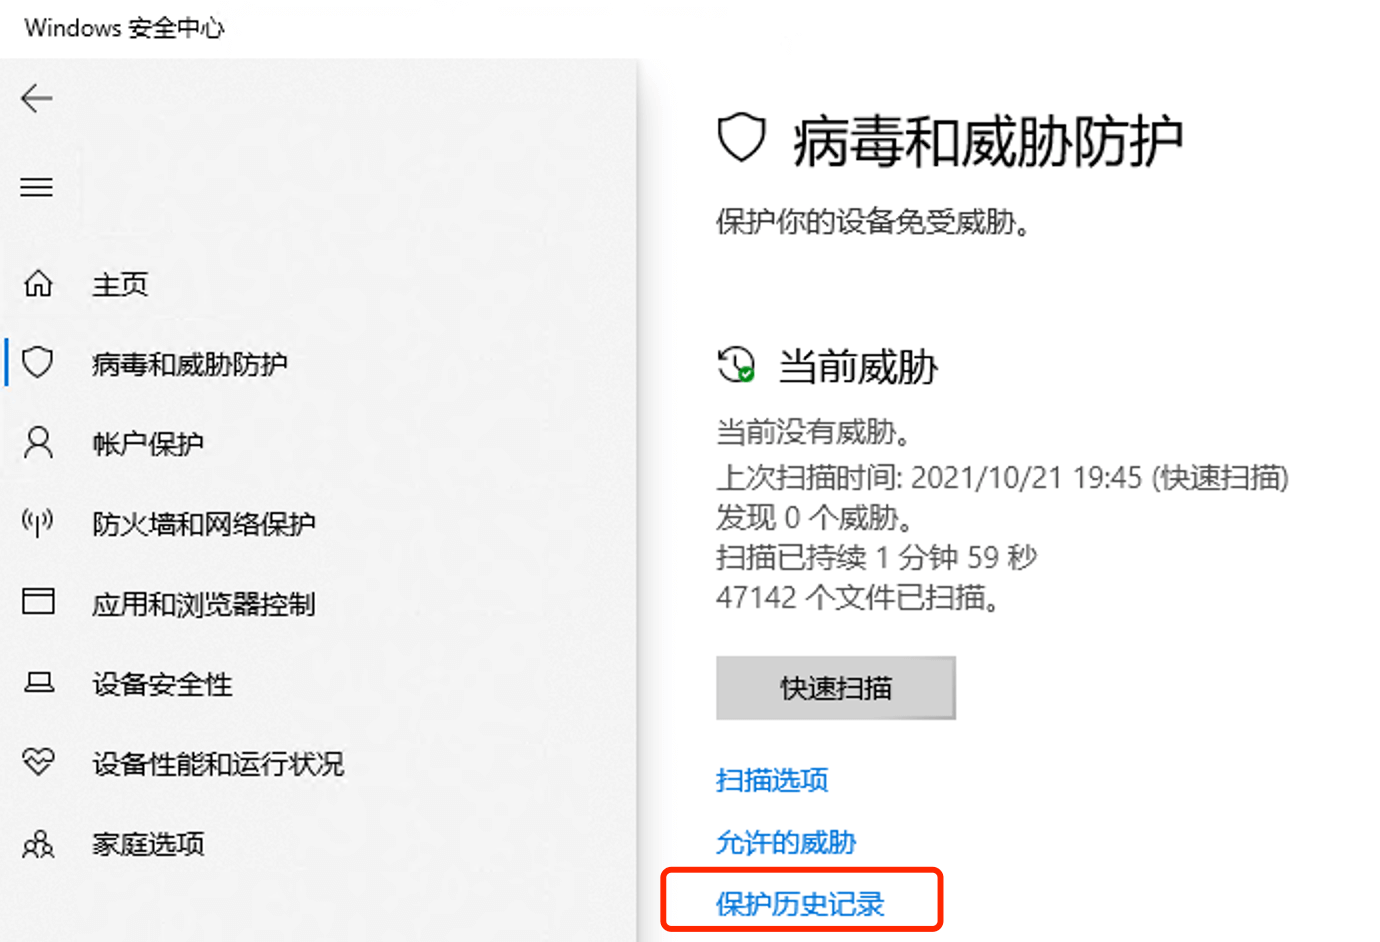 Windows 安全中心
主页
病毒和威胁防护
帐户保护
防火墙和网络保护
应用和浏览器控制
设备安全性
设备性能和运行状况
家庭选项
病毒和威胁防护
保护你的设备免受威胁。
当前威胁
当前没有威胁。
上次扫描时间: 2021/10/21 19:45 (快速扫描)
发现 0 个威胁。
扫描已持续 1 分钟 59 秒
47142 个文件已扫描。
快速扫描
扫描选项
允许的威胁
保护历史记录